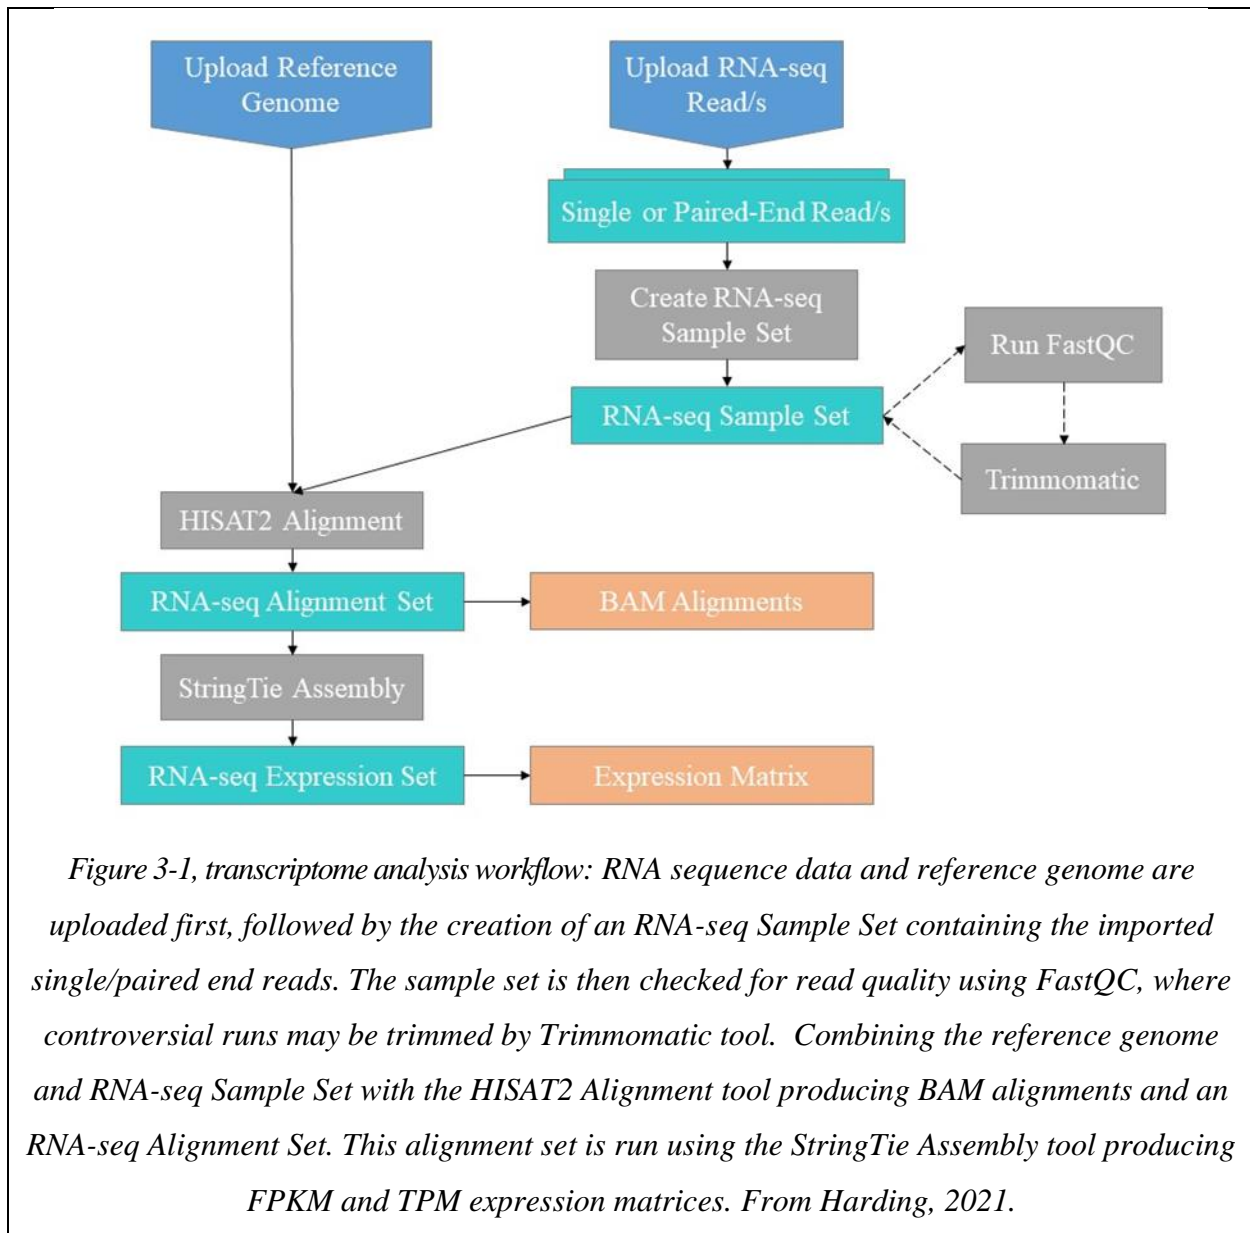 Upload Reference
Genome
Upload RNA-seq
Read/s
Single or Paired-End Read/s
Create RNA-seq
Sample Set
Run FastQC
RNA-seq Sample Set
Trimmomatic
HISAT2 Alignment
RNA-seq Alignment Set
BAM Alignments
StringTie Assembly
RNA-seq Expression Set
Expression Matrix
Figure 3-1, transcriptome analysis workflow: RNA sequence data and reference genome are
uploaded first, followed by the creation of an RNA-seq Sample Set containing the imported
single/paired end reads. The sample set is then checked for read quality using FastQC, where
controversial runs may be trimmed by Trimmomatic tool.  Combining the reference genome
and RNA-seq Sample Set with the HISAT2 Alignment tool producing BAM alignments and an
RNA-seq Alignment Set. This alignment set is run using the StringTie Assembly tool producing
FPKM and TPM expression matrices. From Harding, 2021.